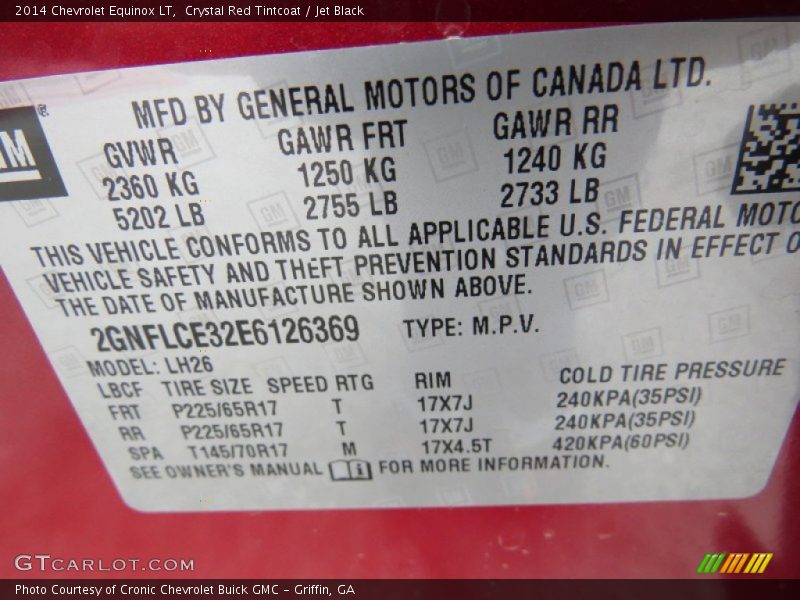 2014 Chevrolet Equinox LT,  Crystal Red Tintcoat / Jet Black
MFD BY GENERAL MOTORS OF CANADA LTD.
GM ®
GVWR GAWR FRT GAWR RR
2360 KG 1250 KG 1240 KG
5202 LB 2755 LB 2733 LB
THIS VEHICLE CONFORMS TO ALL APPLICABLE U.S. FEDERAL MOTO
VEHICLE SAFETY AND THEFT PREVENTION STANDARDS IN EFFECT O
THE DATE OF MANUFACTURE SHOWN ABOVE.
2GNFLCE32E6126369 TYPE: M.P.V.
MODEL: LH26
LBCF TIRE SIZE SPEED RTG RIM COLD TIRE PRESSURE
FRT P225/65R17 T 17X7J 240KPA(35PSI)
RR P225/65R17 T 17X7J 240KPA(35PSI)
SPA T145/70R17 M 17X4.5T 420KPA(60PSI)
SEE OWNER'S MANUAL FOR MORE INFORMATION.
GTCARLOT.COM
Photo Courtesy of Cronic Chevrolet Buick GMC – Griffin, GA